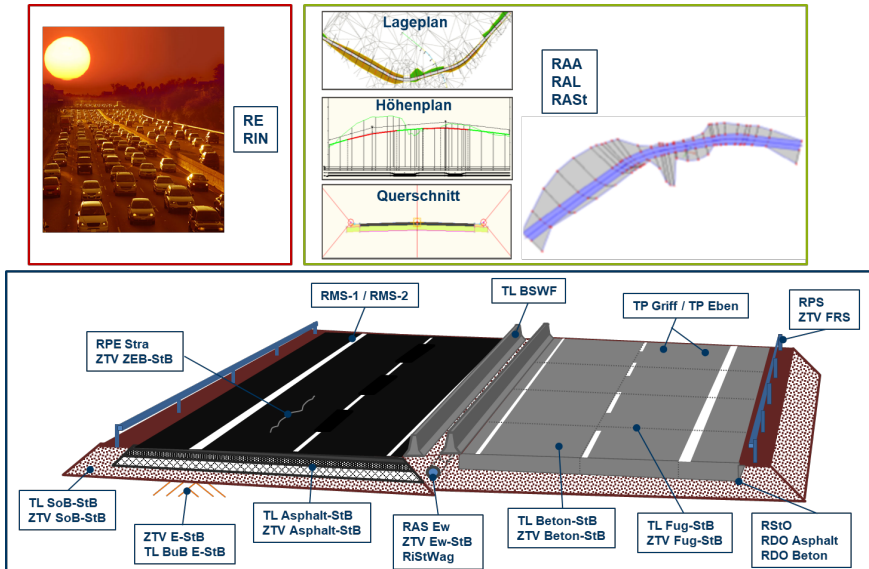 RE
RIN
Lageplan
Höhenplan
Querschnitt
RAA
RAL
RASt
RMS-1 / RMS-2
TL BSWF
TP Griff / TP Eben
RPS
ZTV FRS
RPE Stra
ZTV ZEB-StB
TL SoB-StB
ZTV SoB-StB
ZTV E-StB
TL BuB E-StB
TL Asphalt-StB
ZTV Asphalt-StB
RAS Ew
ZTV Ew-StB
RiStWag
TL Beton-StB
ZTV Beton-StB
TL Fug-StB
ZTV Fug-StB
RStO
RDO Asphalt
RDO Beton